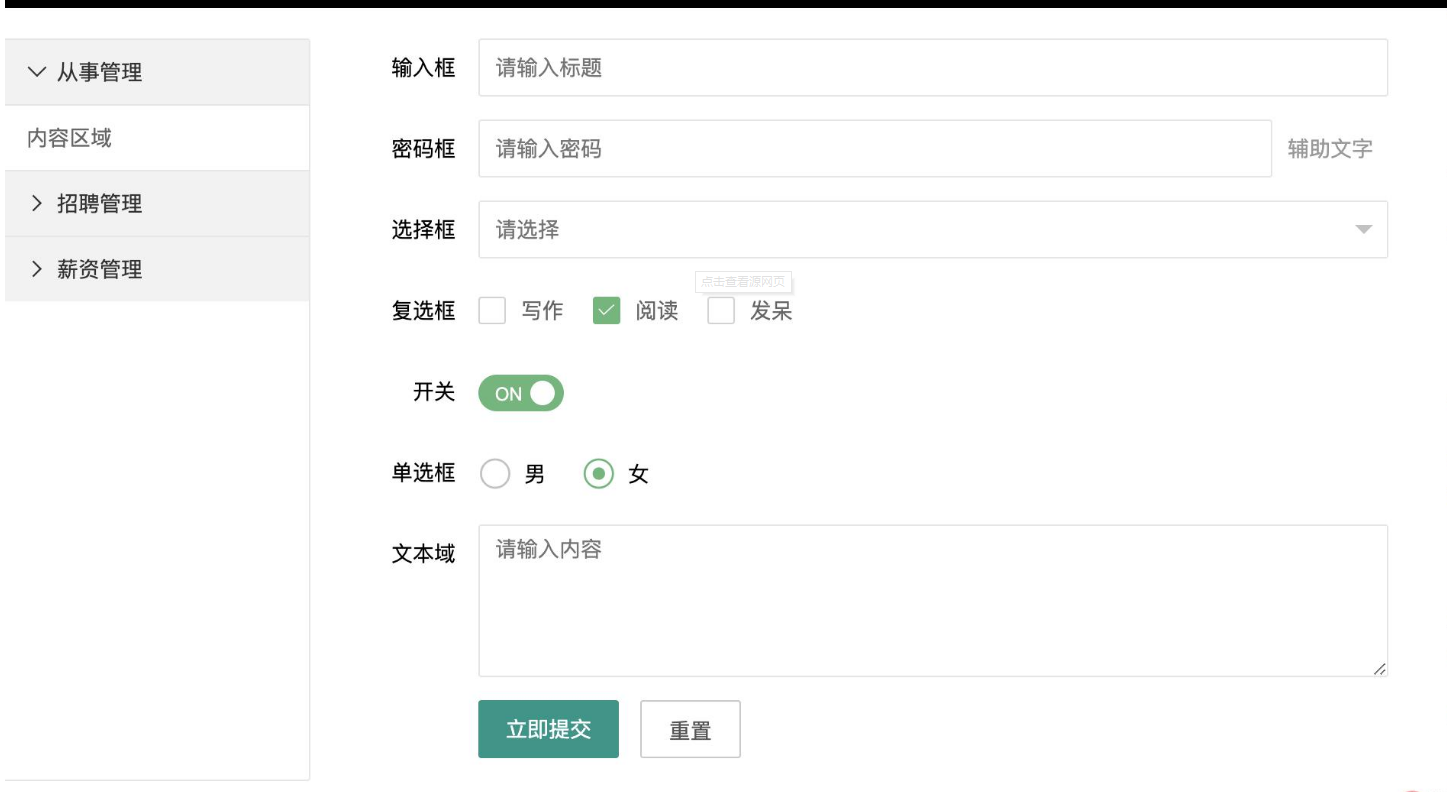 从事管理
内容区域
招聘管理
薪资管理
输入框 请输入标题
密码框 请输入密码 辅助文字
选择框 请选择
点击查看源网页
复选框 写作 阅读 发呆
开关 ON
单选框 男 女
文本域 请输入内容
立即提交 重置